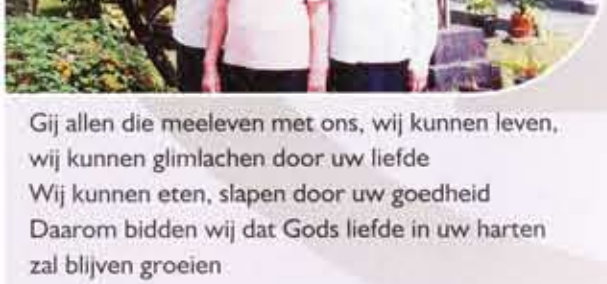 Gij allen die meeleven met ons, wij kunnen leven,
wij kunnen glimlachen door uw liefde
Wij kunnen eten, slapen door uw goedheid
Daarom bidden wij dat Gods liefde in uw harten
zal blijven groeien